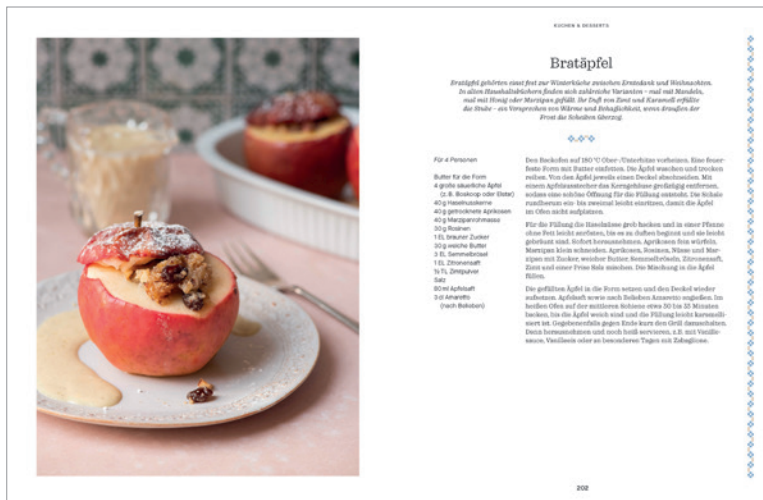 KUCHEN & DESSERTS
Bratäpfel
Bratäpfel gehörten einst fest zur Winterküche zwischen Erntedank und Weihnachten.
In alten Haushaltsbüchern finden sich zahlreiche Varianten – mal mit Mandeln,
mal mit Honig oder Marzipan gefüllt. Ihr Duft von Zimt und Karamell erfüllte
die Stube – ein Versprechen von Wärme und Behaglichkeit, wenn draußen der
Frost die Scheiben überzog.
Für 4 Personen
Butter für die Form
4 große säuerliche Äpfel
(z. B. Boskoop oder Elstar)
40 g Haselnusskerne
40 g getrocknete Aprikosen
40 g Marzipanrohmasse
30 g Rosinen
1 EL brauner Zucker
30 g weiche Butter
3 EL Semmelbrösel
1 EL Zitronensaft
½ TL Zimtpulver
Salz
80 ml Apfelsaft
3 cl Amaretto
(nach Belieben)
Den Backofen auf 180 °C Ober-/Unterhitze vorheizen. Eine feuer-
feste Form mit Butter einfetten. Die Äpfel waschen und trocken
reiben. Von den Äpfel jeweils einen Deckel abschneiden. Mit
einem Apfelausstecher das Kerngehäuse großzügig entfernen,
sodass eine schöne Öffnung für die Füllung entsteht. Die Schale
rundherum ein- bis zweimal leicht einritzen, damit die Äpfel
im Ofen nicht aufplatzen.
Für die Füllung die Haselnüsse grob hacken und in einer Pfanne
ohne Fett leicht anrösten, bis es zu duften beginnt und sie leicht
gebräunt sind. Sofort herausnehmen. Aprikosen fein würfeln,
Marzipan klein schneiden. Aprikosen, Rosinen, Nüsse und Mar-
zipan mit Zucker, weicher Butter, Semmelbröseln, Zitronensaft,
Zimt und einer Prise Salz mischen. Die Mischung in die Äpfel
füllen.
Die gefüllten Äpfel in die Form setzen und den Deckel wieder
aufsetzen. Apfelsaft sowie nach Belieben Amaretto angießen. Im
heißen Ofen auf der mittleren Schiene etwa 30 bis 35 Minuten
backen, bis die Äpfel weich sind und die Füllung leicht karamelli-
siert ist. Gegebenenfalls gegen Ende kurz den Grill dazuschalten.
Dann herausnehmen und noch heiß servieren, z. B. mit Vanille-
sauce, Vanilleeis oder an besonderen Tagen mit Zabaglione.
202